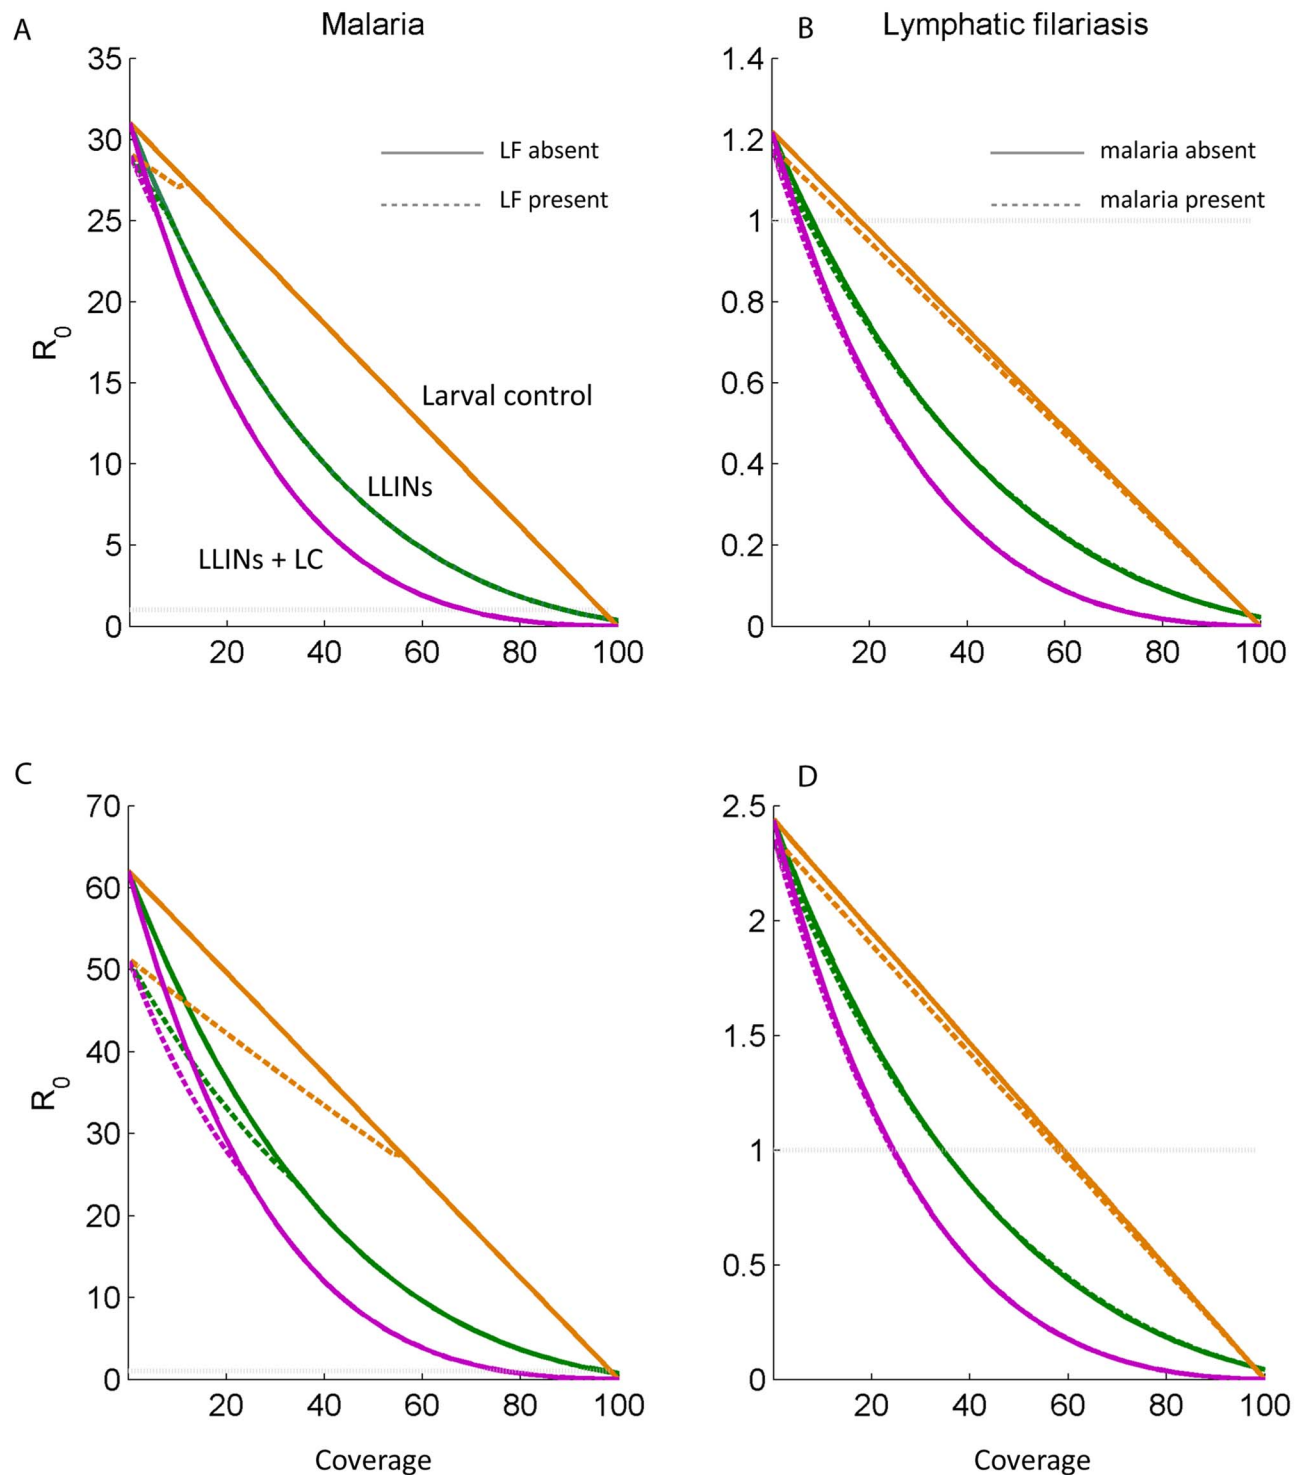 A
Malaria
B
Lymphatic filariasis
35
30
25
20
15
10
5
0
20
40
60
80
100
R0
LF absent
LF present
Larval control
LLINs
LLINs + LC
1.4
1.2
1
0.8
0.6
0.4
0.2
0
20
40
60
80
100
malaria absent
malaria present
C
70
60
50
40
30
20
10
0
20
40
60
80
100
R0
Coverage
D
2.5
2
1.5
1
0.5
0
20
40
60
80
100
Coverage